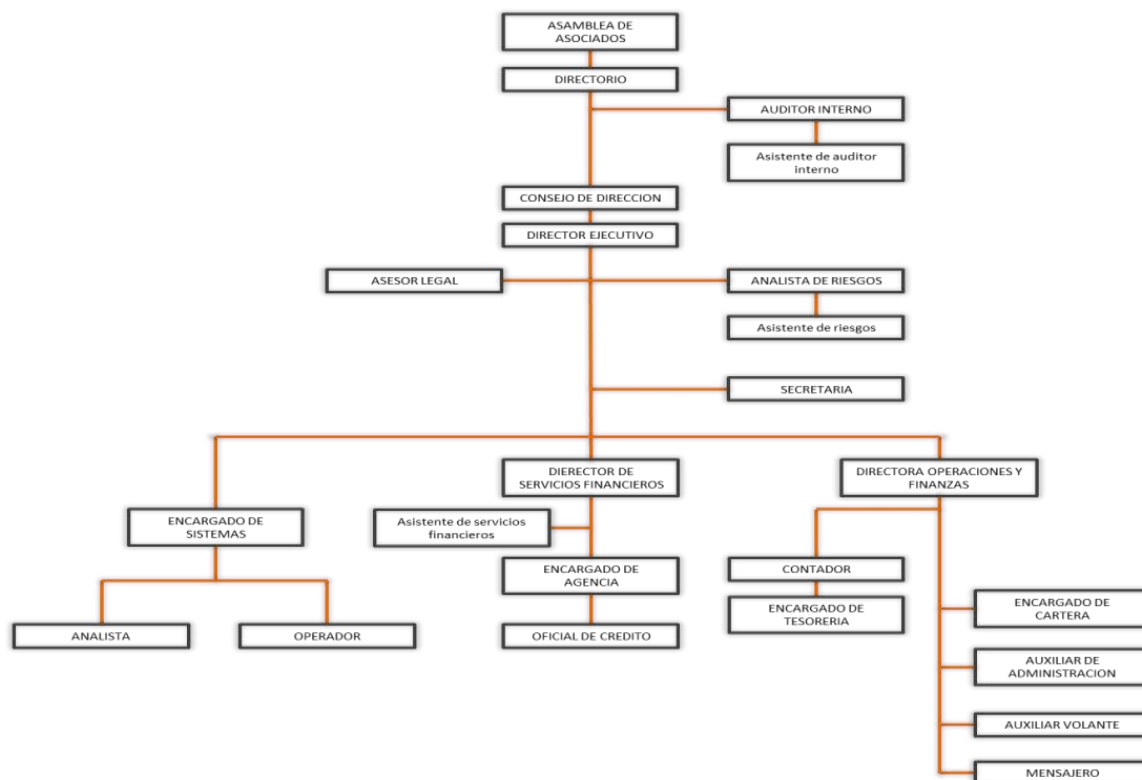 ASAMBLEA DE
ASOCIADOS
DIRECTORIO
AUDITOR INTERNO
Asistente de auditor
interno
CONSEJO DE DIRECCION
DIRECTOR EJECUTIVO
ASESOR LEGAL
ANALISTA DE RIESGOS
Asistente de riesgos
SECRETARIA
DIERECTOR DE
SERVICIOS FINANCIEROS
DIRECTORA OPERACIONES Y
FINANZAS
ENCARGADO DE
SISTEMAS
Asistente de servicios
financieros
ENCARGADO DE
AGENCIA
CONTADOR
ENCARGADO DE
TESORERIA
ENCARGADO DE
CARTERA
ANALISTA
OPERADOR
OFICIAL DE CREDITO
AUXILIAR DE
ADMINISTRACION
AUXILIAR VOLANTE
MENSAJERO